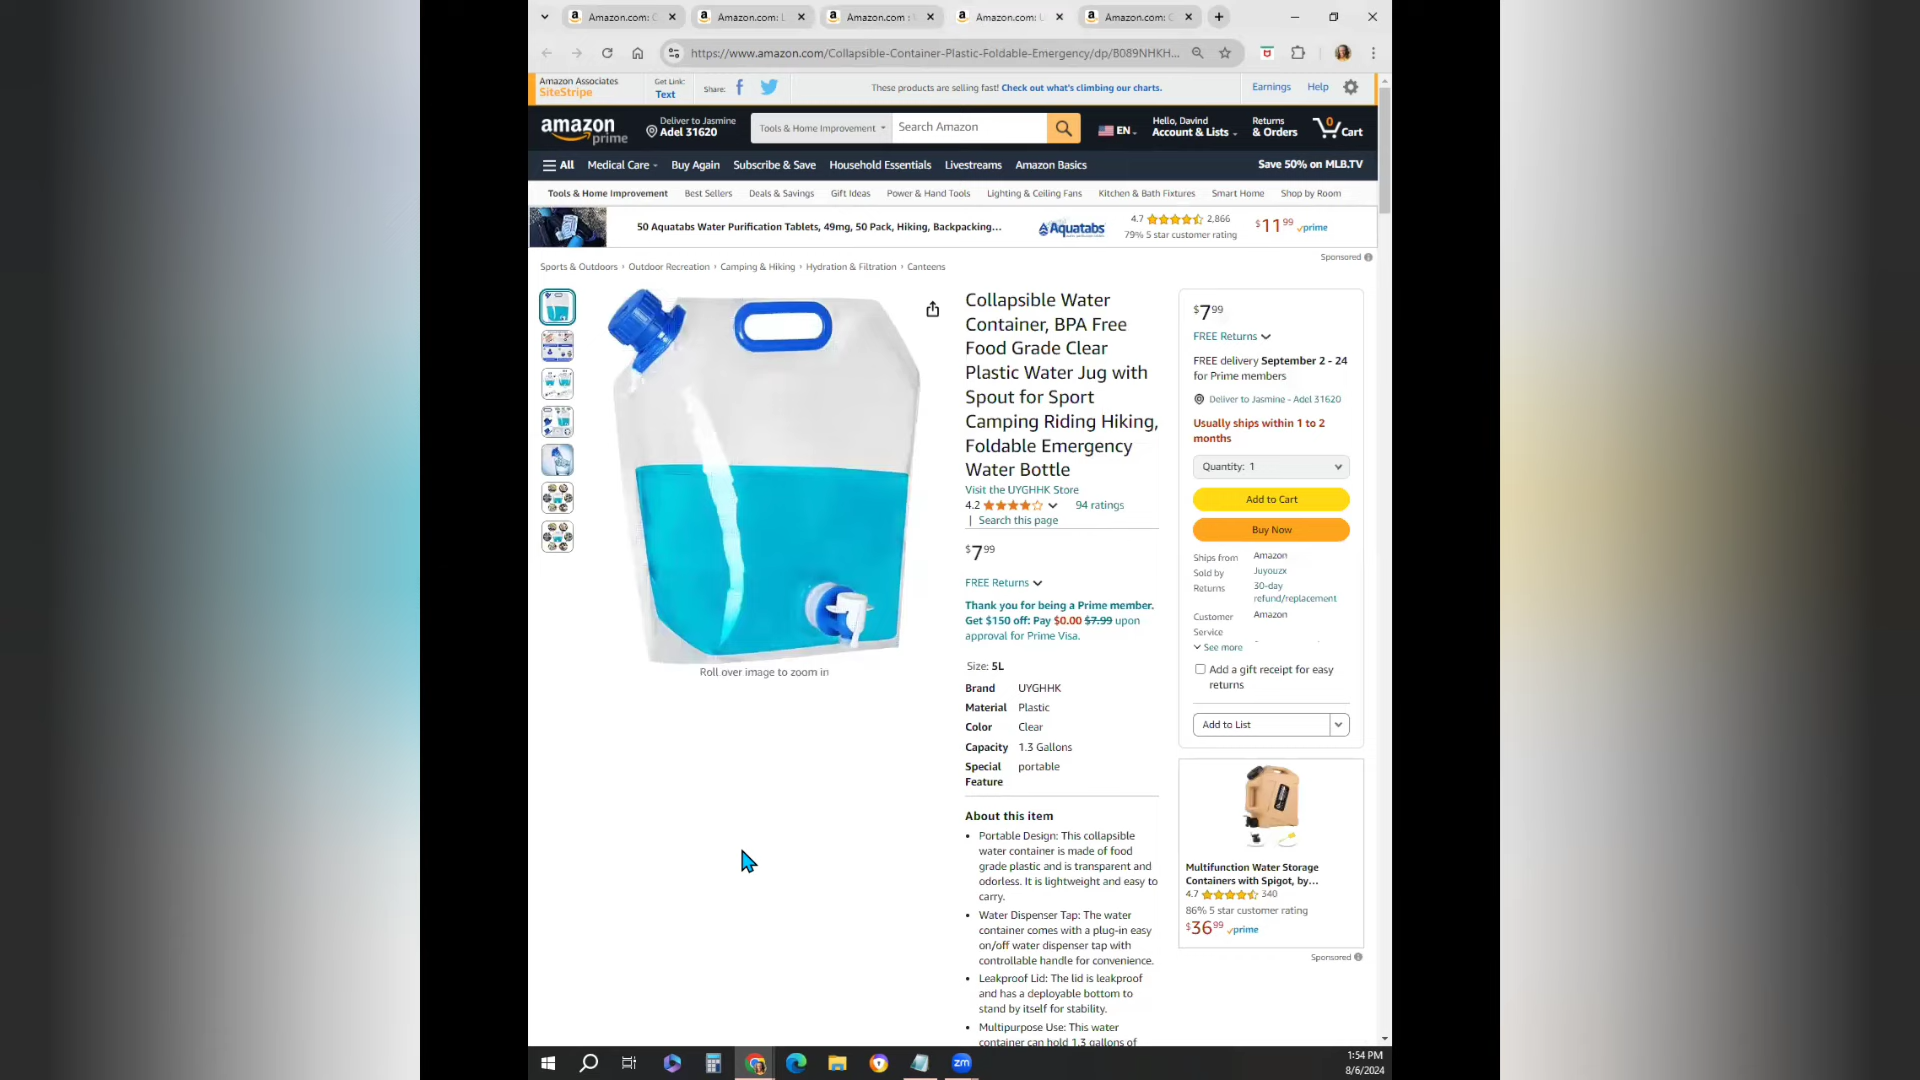 Amazon.com: C
Amazon.com: L
Amazon.com :
Amazon.com:
Amazon.com: C
https://www.amazon.com/Collapsible-Container-Plastic-Foldable-Emergency/dp/B089NHKH...
Amazon Associates
SiteStripe
Get Link:
Text
Share:
These products are selling fast! Check out what's climbing our charts.
Earnings
Help
amazon
prime
Deliver to Jasmine
Adel 31620
Tools & Home Improvement
Search Amazon
EN
Hello, Davind
Account & Lists
Returns
& Orders
0
Cart
All
Medical Care
Buy Again
Subscribe & Save
Household Essentials
Livestreams
Amazon Basics
Save 50% on MLB.TV
Tools & Home Improvement
Best Sellers
Deals & Savings
Gift Ideas
Power & Hand Tools
Lighting & Ceiling Fans
Kitchen & Bath Fixtures
Smart Home
Shop by Room
50 Aquatabs Water Purification Tablets, 49mg, 50 Pack, Hiking, Backpacking...
Aquatabs
4.7 2,866
79% 5 star customer rating
$11 99 prime
Sponsored
Sports & Outdoors › Outdoor Recreation › Camping & Hiking › Hydration & Filtration › Canteens
Roll over image to zoom in
Collapsible Water
Container, BPA Free
Food Grade Clear
Plastic Water Jug with
Spout for Sport
Camping Riding Hiking,
Foldable Emergency
Water Bottle
Visit the UYGHHK Store
4.2 94 ratings
| Search this page
$7 99
FREE Returns
Thank you for being a Prime member.
Get $150 off: Pay $0.00 $7.99 upon
approval for Prime Visa.
Size: 5L
Brand UYGHHK
Material Plastic
Color Clear
Capacity 1.3 Gallons
Special portable
Feature
About this item
• Portable Design: This collapsible
water container is made of food
grade plastic and is transparent and
odorless. It is lightweight and easy to
carry.
• Water Dispenser Tap: The water
container comes with a plug-in easy
on/off water dispenser tap with
controllable handle for convenience.
• Leakproof Lid: The lid is leakproof
and has a deployable bottom to
stand by itself for stability.
• Multipurpose Use: This water
container can hold 1.3 gallons of
$7 99
FREE Returns
FREE delivery September 2 - 24
for Prime members
Deliver to Jasmine - Adel 31620
Usually ships within 1 to 2
months
Quantity: 1
Add to Cart
Buy Now
Ships from Amazon
Sold by Juyouzx
Returns 30-day
refund/replacement
Customer Amazon
Service
See more
Add a gift receipt for easy
returns
Add to List
Multifunction Water Storage
Containers with Spigot, by...
4.7 340
86% 5 star customer rating
$36 99 prime
Sponsored
zm
1:54 PM
8/6/2024